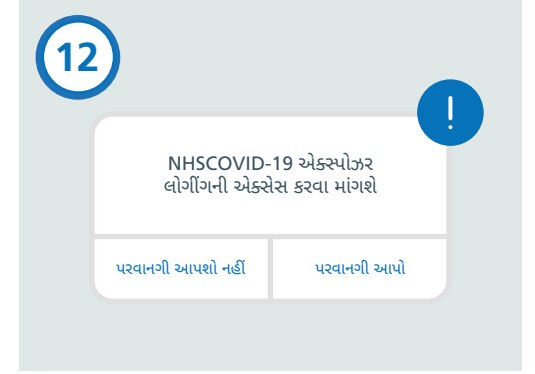 12
!
NHSCOVID-19 એક્સ્પોઝર
લોગીંગની એક્સેસ કરવા માંગશે
પરવાનગી આપશો નહીં
પરવાનગી આપો